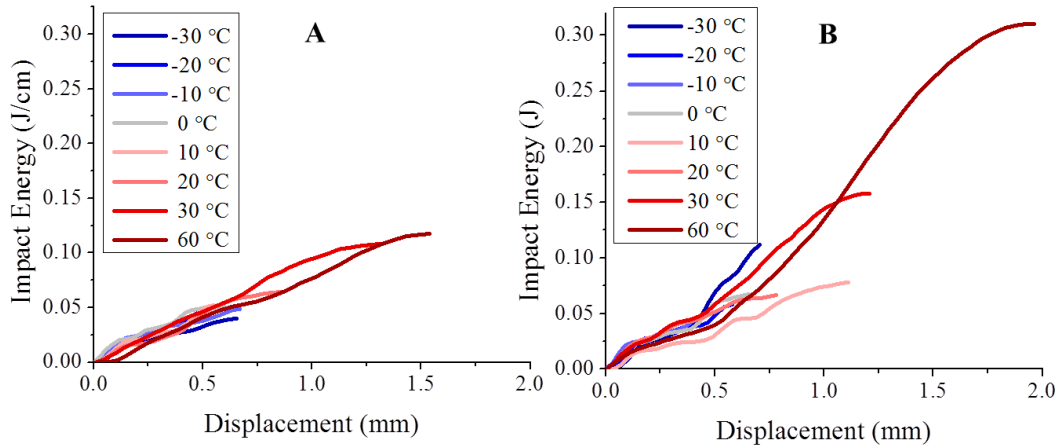 A
0.30
0.25
0.20
0.15
0.10
0.05
0.00
Impact Energy (J/cm)
-30 °C
-20 °C
-10 °C
0 °C
10 °C
20 °C
30 °C
60 °C
0.0 0.5 1.0 1.5 2.0
Displacement (mm)
B
0.30
0.25
0.20
0.15
0.10
0.05
0.00
Impact Energy (J)
-30 °C
-20 °C
-10 °C
0 °C
10 °C
20 °C
30 °C
60 °C
0.0 0.5 1.0 1.5 2.0
Displacement (mm)